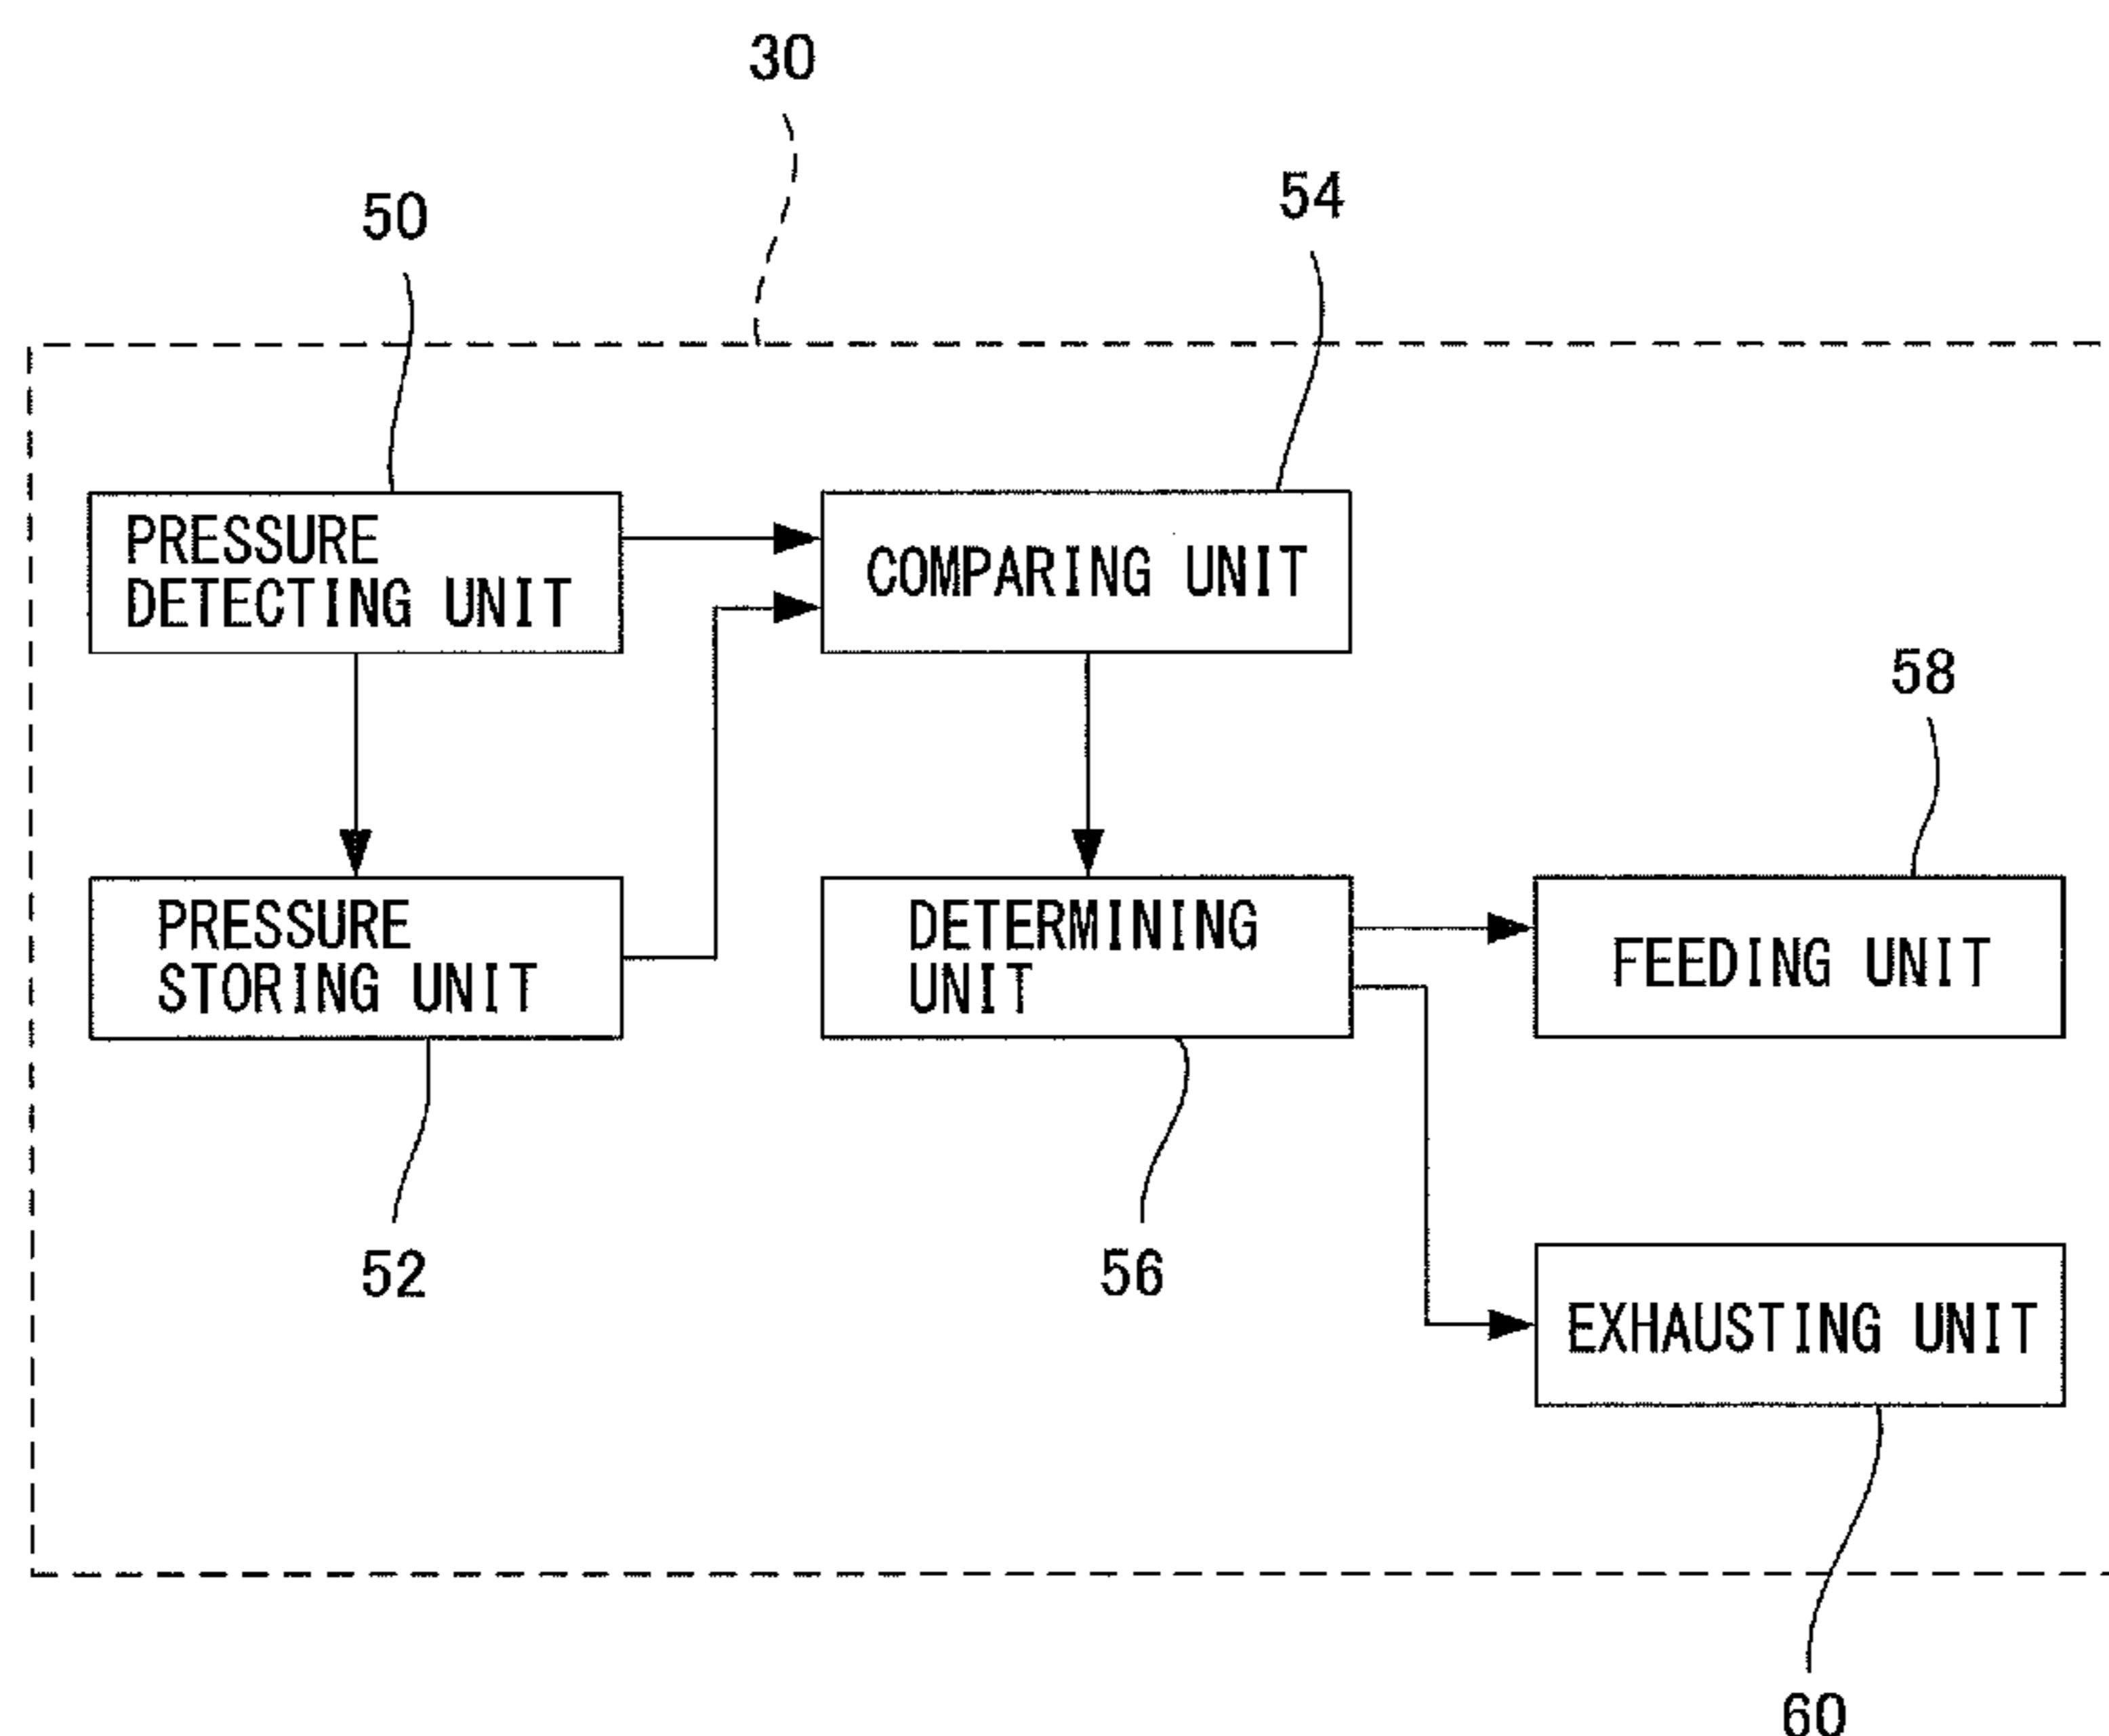 30
54
50
PRESSURE
DETECTING UNIT
COMPARING UNIT
58
PRESSURE
STORING UNIT
DETERMINING
UNIT
FEEDING UNIT
52
56
EXHAUSTING UNIT
60